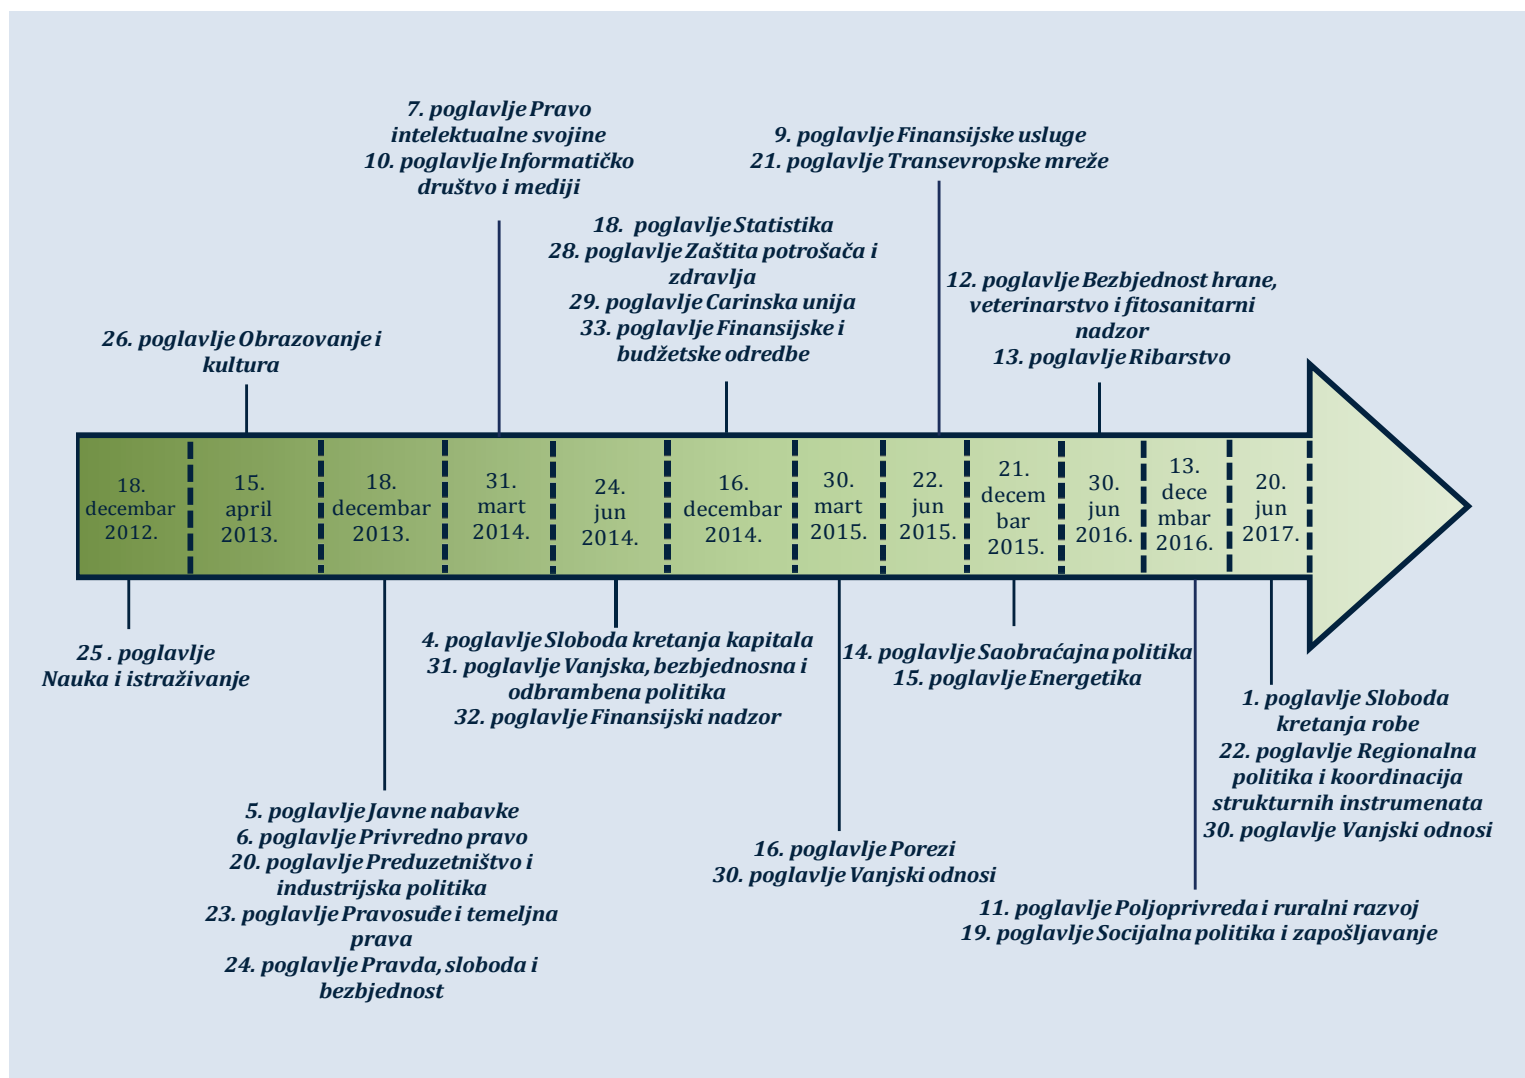 7. poglavlje Pravo
intelektualne svojine
10. poglavlje Informatičko
društvo i mediji
9. poglavlje Finansijske usluge
21. poglavlje Transevropske mreže
18. poglavlje Statistika
28. poglavlje Zaštita potrošača i
zdravlja
29. poglavlje Carinska unija
33. poglavlje Finansijske i
budžetske odredbe
12. poglavlje Bezbjednost hrane,
veterinarstvo i fitosanitarni
nadzor
13. poglavlje Ribarstvo
26. poglavlje Obrazovanje i
kultura
18.
decembar
2012.
15.
april
2013.
18.
decembar
2013.
31.
mart
2014.
24.
jun
2014.
16.
decembar
2014.
30.
mart
2015.
22.
jun
2015.
21.
decem
bar
2015.
30.
jun
2016.
13.
dece
mbar
2016.
20.
jun
2017.
25 . poglavlje
Nauka i istraživanje
4. poglavlje Sloboda kretanja kapitala
31. poglavlje Vanjska, bezbjednosna i
odbrambena politika
32. poglavlje Finansijski nadzor
14. poglavlje Saobraćajna politika
15. poglavlje Energetika
1. poglavlje Sloboda
kretanja robe
22. poglavlje Regionalna
politika i koordinacija
strukturnih instrumenata
30. poglavlje Vanjski odnosi
5. poglavlje Javne nabavke
6. poglavlje Privredno pravo
20. poglavlje Preduzetništvo i
industrijska politika
23. poglavlje Pravosuđe i temeljna
prava
24. poglavlje Pravda, sloboda i
bezbjednost
16. poglavlje Porezi
30. poglavlje Vanjski odnosi
11. poglavlje Poljoprivreda i ruralni razvoj
19. poglavlje Socijalna politika i zapošljavanje